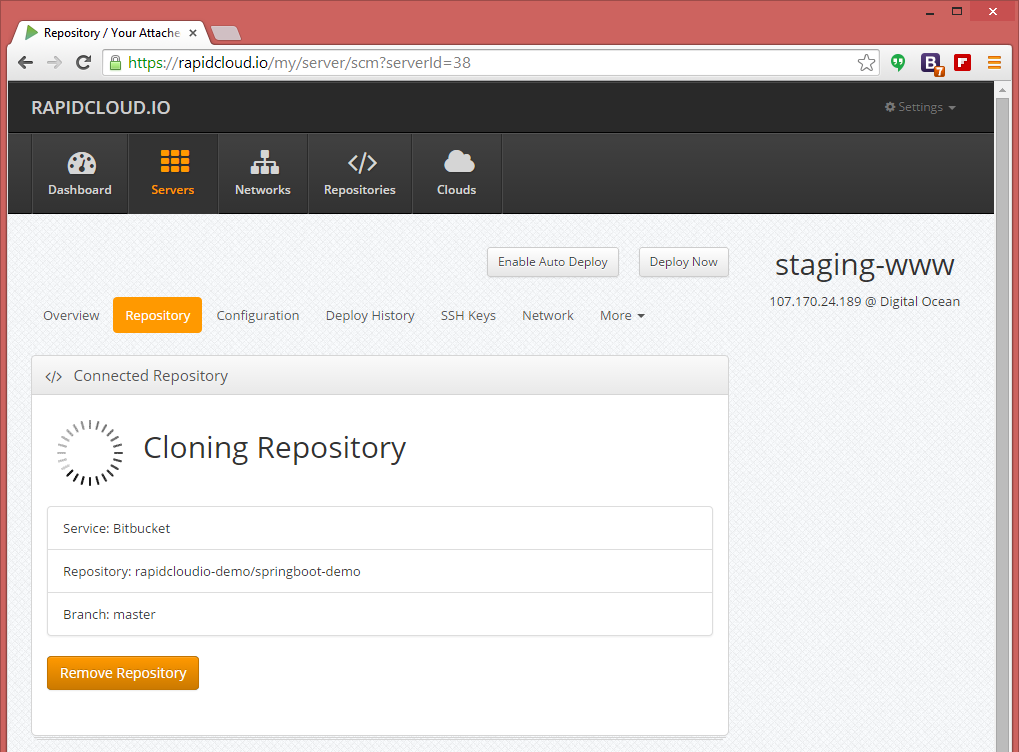 Repository / Your Attache
https://rapidcloud.io/my/server/scm?serverId=38
B
7
RAPIDCLOUD.IO
Settings
Dashboard
Servers
Networks
Repositories
Clouds
Enable Auto Deploy
Deploy Now
staging-www
107.170.24.189 @ Digital Ocean
Overview
Repository
Configuration
Deploy History
SSH Keys
Network
More
</> Connected Repository
Cloning Repository
Service: Bitbucket
Repository: rapidcloudio-demo/springboot-demo
Branch: master
Remove Repository